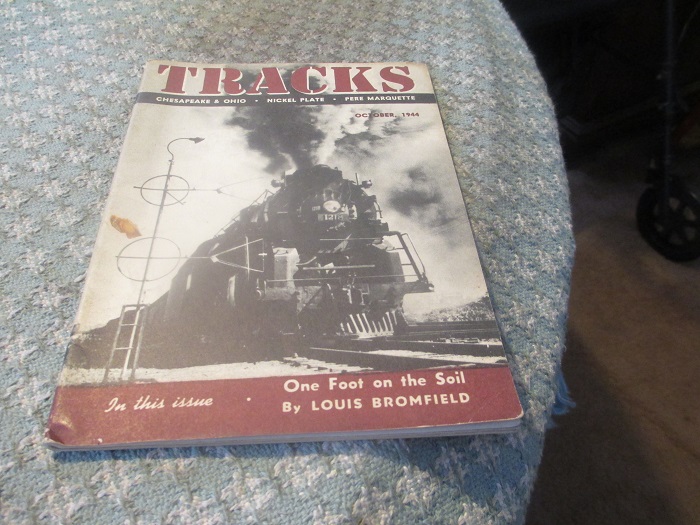 TRACKS
CHESAPEAKE & OHIO • NICKEL PLATE • PERE MARQUETTE
OCTOBER, 1944
In this issue • One Foot on the Soil
By LOUIS BROMFIELD